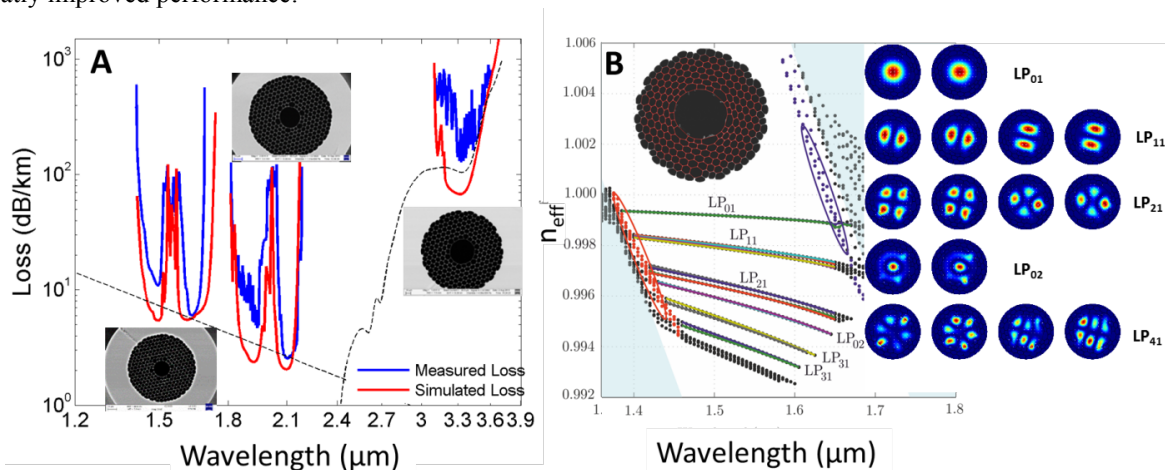 improved performance.
A
10³
10²
10¹
10⁰
Loss (dB/km)
1.2 1.5 1.8 2.1 2.4 2.7 3 3.3 3.6 3.9
Wavelength (μm)
Measured Loss
Simulated Loss
B
1.006
1.004
1.002
1.000
0.998
0.996
0.994
0.992
n_eff
LP₀₁
LP₁₁
LP₂₁
LP₀₂
LP₃₁
LP₃₁
1. 1.4 1.5 1.6 1.7 1.8
Wavelength (μm)
LP₀₁
LP₁₁
LP₂₁
LP₀₂
LP₄₁